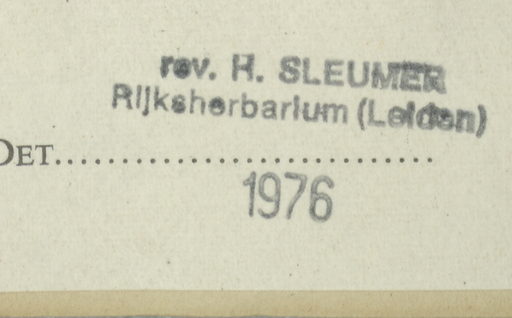 rev. H. SLEUMER
Rijksherbarium (Leiden)
DET..............................
1976